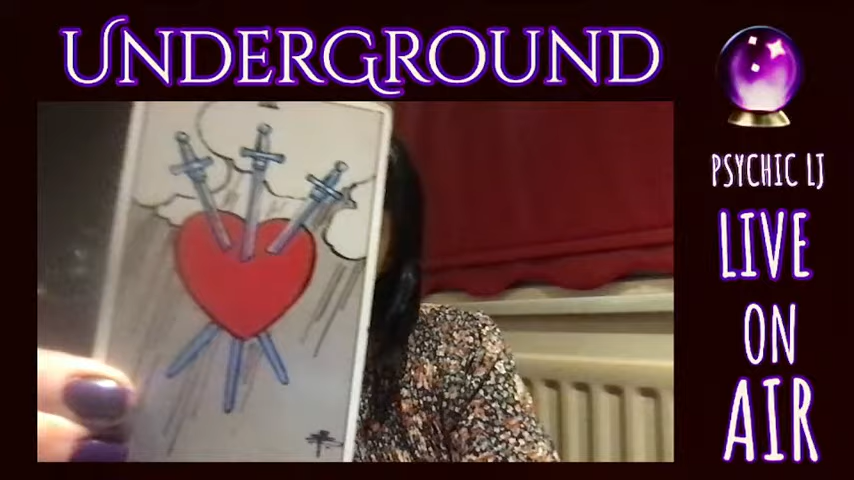 UNDERGROUND
PSYCHIC LJ
LIVE
ON
AIR